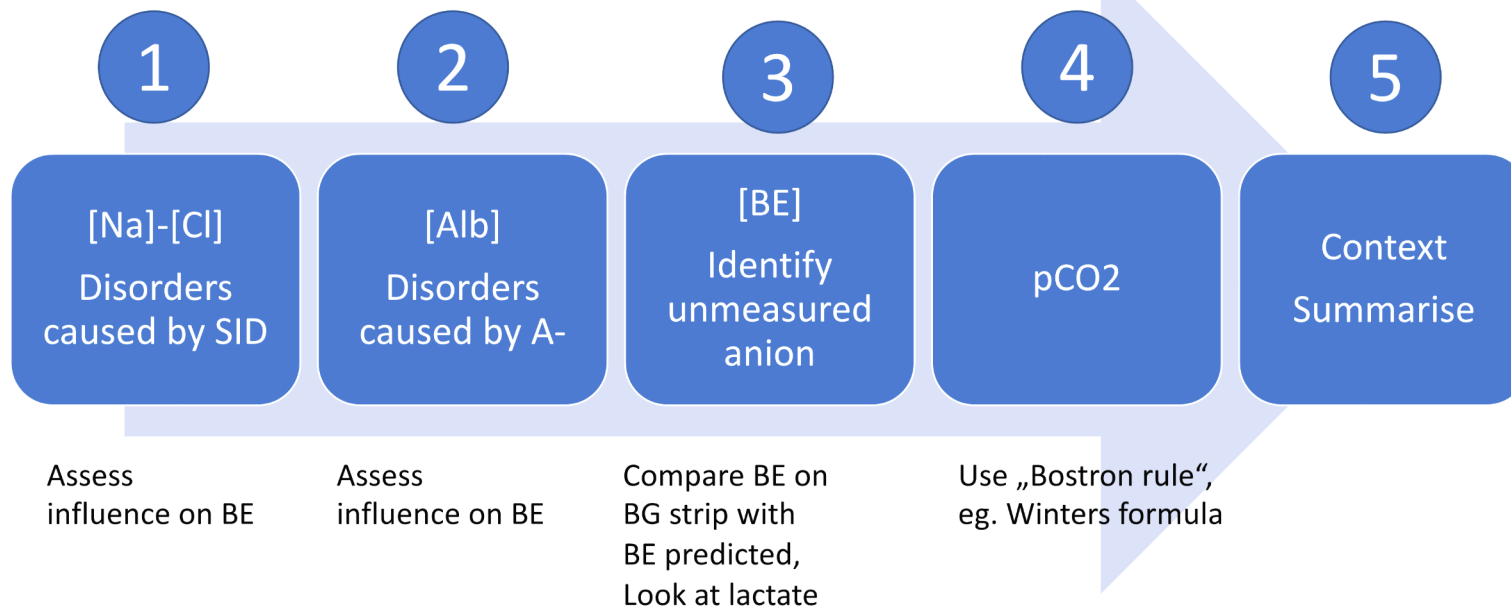 1
2
3
4
5
[Na]-[Cl]
Disorders
caused by SID
[Alb]
Disorders
caused by A-
[BE]
Identify
unmeasured
anion
pCO2
Context
Summarise
Assess
influence on BE
Assess
influence on BE
Compare BE on
BG strip with
BE predicted,
Look at lactate
Use „Bostron rule“,
eg. Winters formula